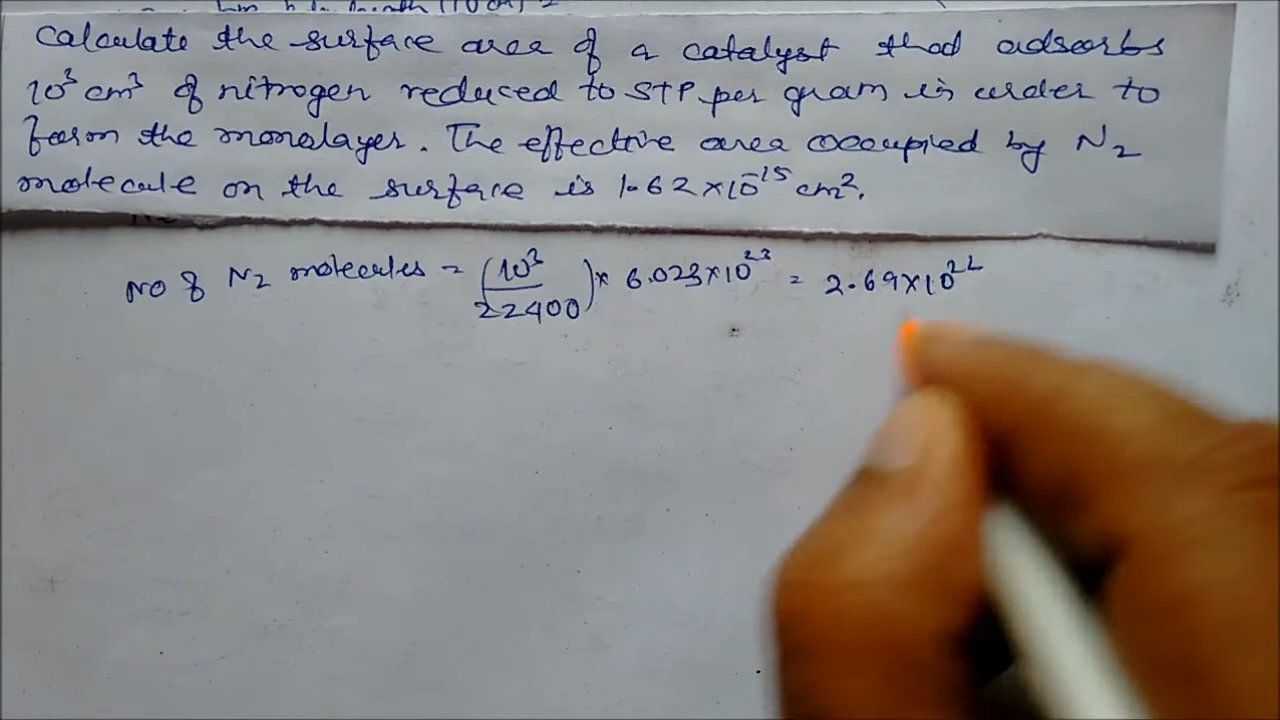 Calculate the surface area of a catalyst that adsorbs
10³ cm³ of nitrogen reduced to STP per gram in order to
form the monolayer. The effective area occupied by N₂
molecule on the surface is 1.62×10⁻¹⁵ cm².
No of N₂ molecules = (10³/22400) × 6.023×10²³ = 2.69×10²²